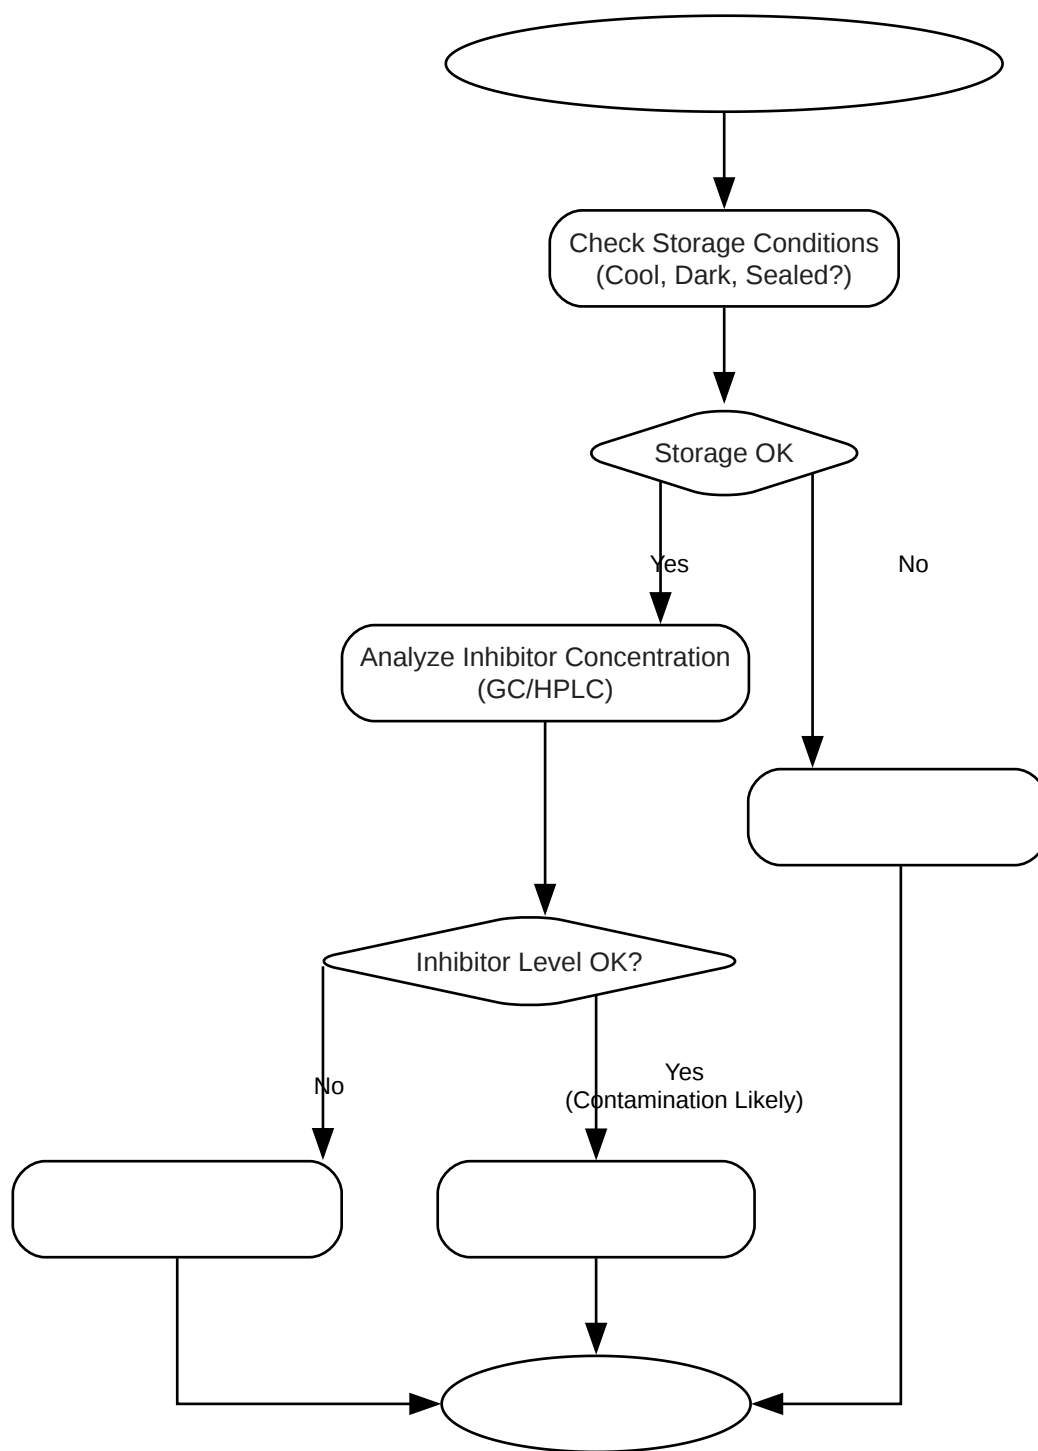 Check Storage Conditions
(Cool, Dark, Sealed?)
Storage OK
Yes
No
Analyze Inhibitor Concentration
(GC/HPLC)
Inhibitor Level OK?
No
Yes
(Contamination Likely)